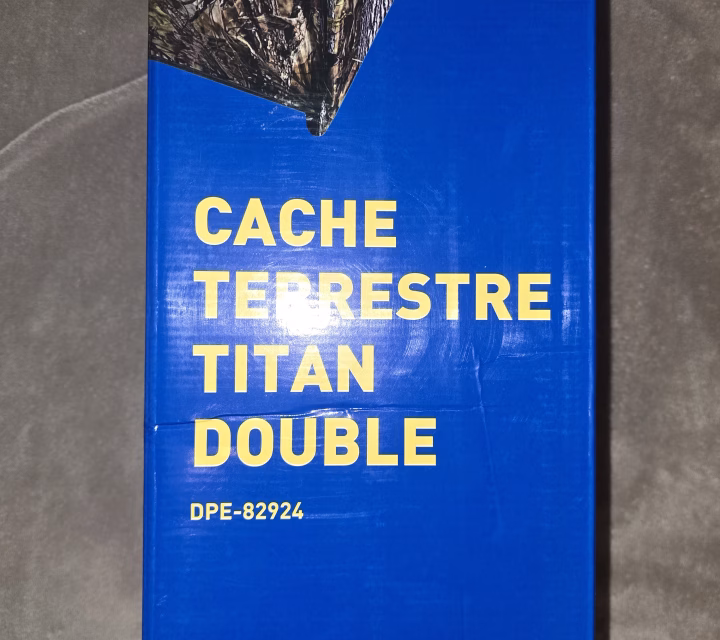 CACHE
TERRESTRE
TITAN
DOUBLE
DPE-82924